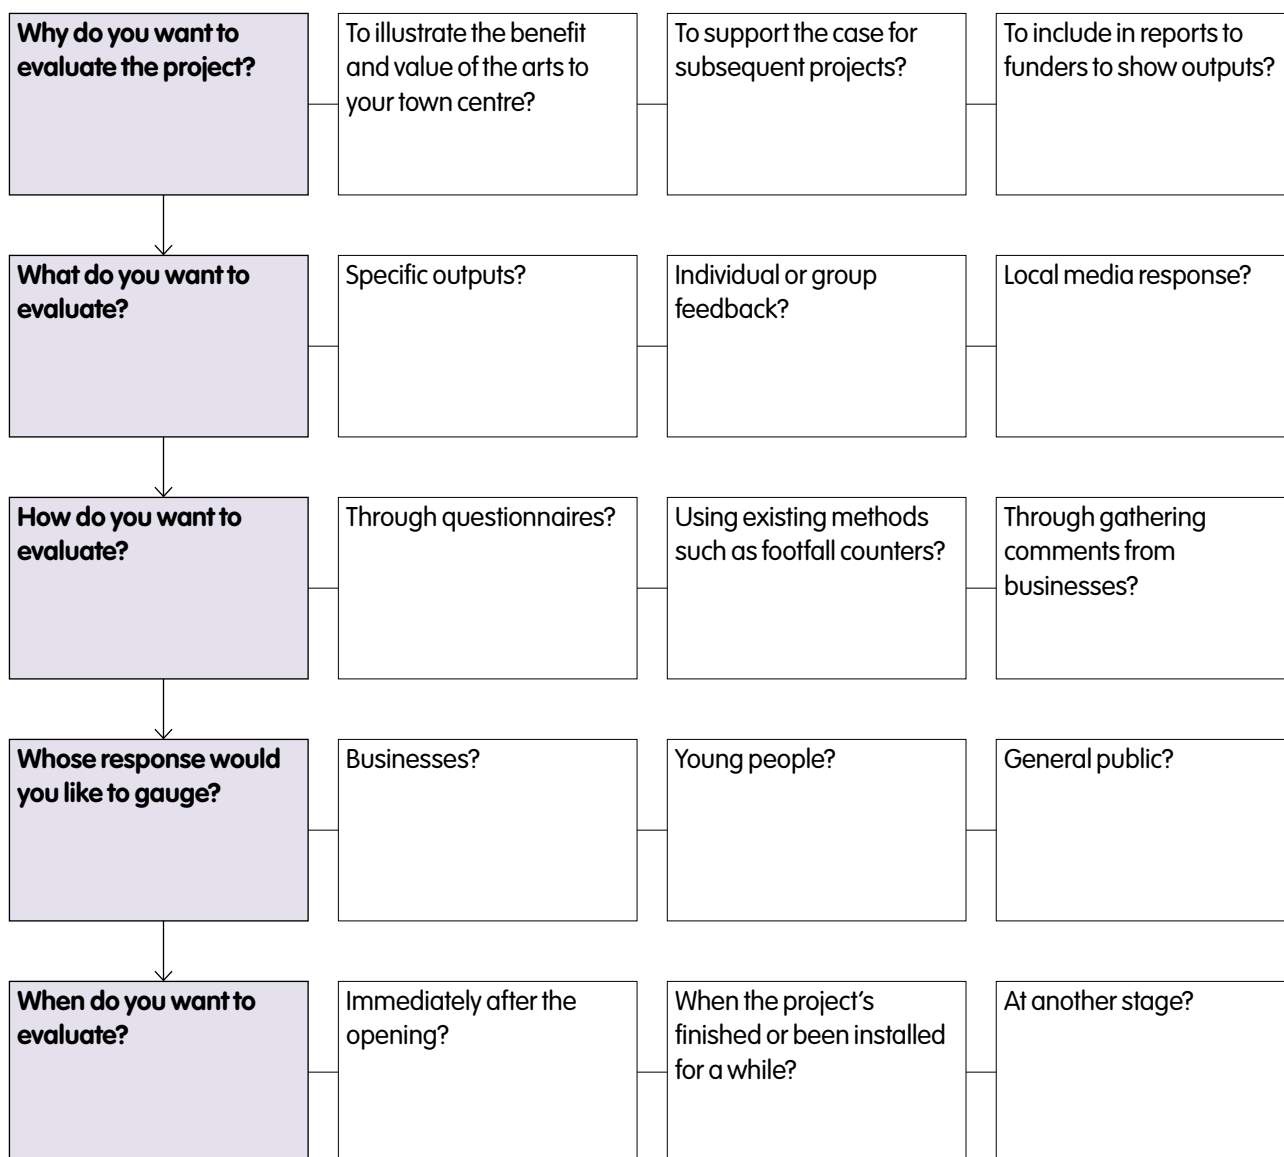 Why do you want to
evaluate the project?
To illustrate the benefit
and value of the arts to
your town centre?
To support the case for
subsequent projects?
To include in reports to
funders to show outputs?
What do you want to
evaluate?
Specific outputs?
Individual or group
feedback?
Local media response?
How do you want to
evaluate?
Through questionnaires?
Using existing methods
such as footfall counters?
Through gathering
comments from
businesses?
Whose response would
you like to gauge?
Businesses?
Young people?
General public?
When do you want to
evaluate?
Immediately after the
opening?
When the project's
finished or been installed
for a while?
At another stage?